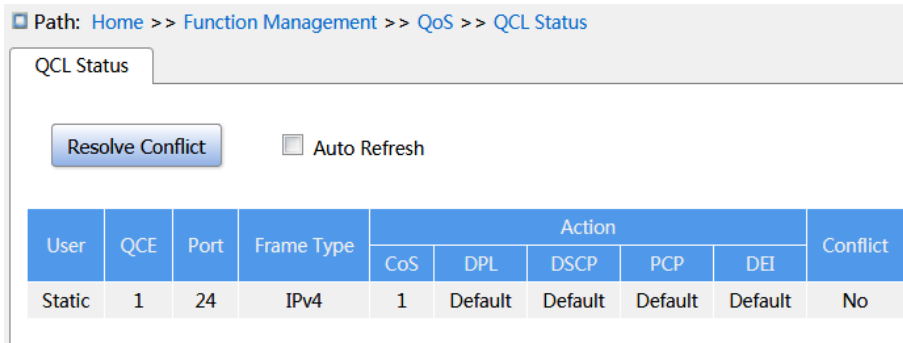 Path: Home >> Function Management >> QoS >> QCL Status
QCL Status
Resolve Conflict Auto Refresh
User QCE Port Frame Type Action Conflict
CoS DPL DSCP PCP DEI
Static 1 24 IPv4 1 Default Default Default Default No